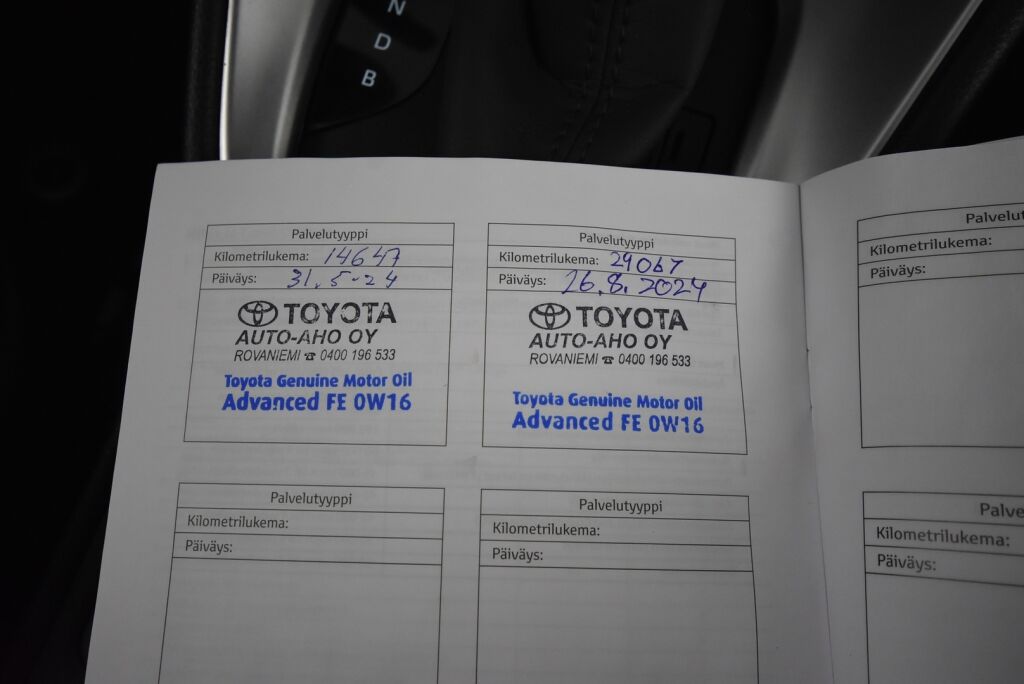 N
D
B
Palvelutyyppi
Kilometrilukema: 14647
Päiväys: 31.5-24
TOYOTA
AUTO-AHO OY
ROVANIEMI ☎ 0400 196 533
Toyota Genuine Motor Oil
Advanced FE 0W16
Palvelutyyppi
Kilometrilukema: 29067
Päiväys: 26.8.2024
TOYOTA
AUTO-AHO OY
ROVANIEMI ☎ 0400 196 533
Toyota Genuine Motor Oil
Advanced FE 0W16
Palvelutyyppi
Kilometrilukema:
Päiväys:
Palvelutyyppi
Kilometrilukema:
Päiväys:
Palvelut
Kilometrilukema:
Päiväys:
Palve
Kilometrilukema:
Päiväys: